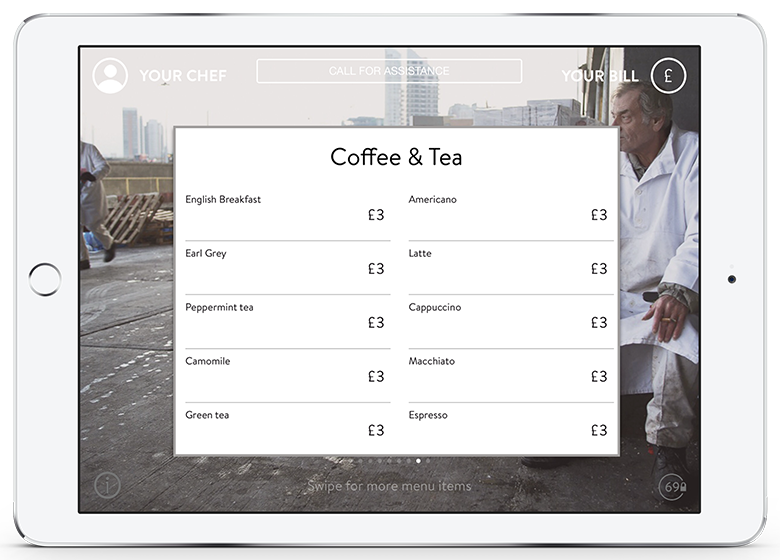 YOUR CHEF
CALL FOR ASSISTANCE
YOUR BILL
£
Coffee & Tea
English Breakfast
£3
Earl Grey
£3
Peppermint tea
£3
Camomile
£3
Green tea
£3
Americano
£3
Latte
£3
Cappuccino
£3
Macchiato
£3
Espresso
£3
i
Swipe for more menu items
69